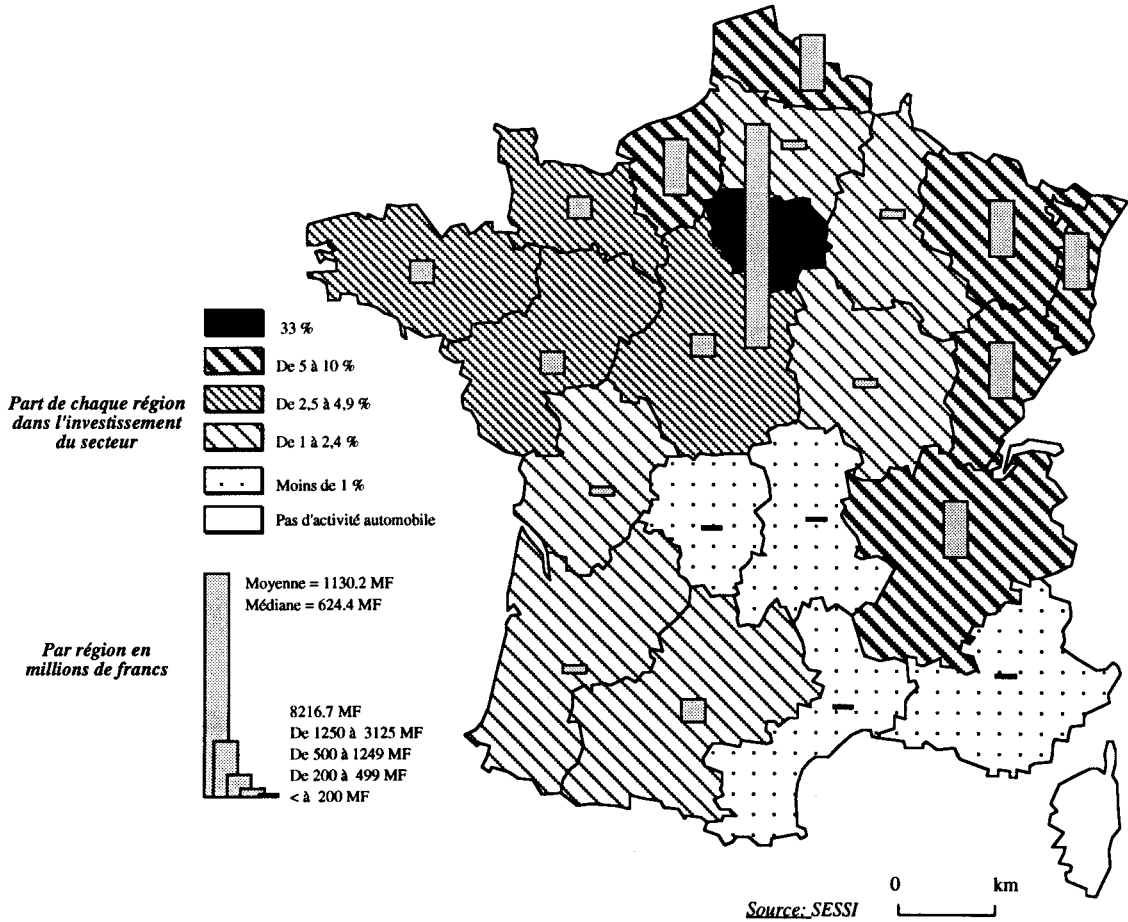 33 %
De 5 à 10 %
De 2,5 à 4,9 %
De 1 à 2,4 %
Moins de 1 %
Pas d'activité automobile
Part de chaque région
dans l'investissement
du secteur
Moyenne = 1130.2 MF
Médiane = 624.4 MF
Par région en
millions de francs
8216.7 MF
De 1250 à 3125 MF
De 500 à 1249 MF
De 200 à 499 MF
< à 200 MF
0 km
Source: SESSI